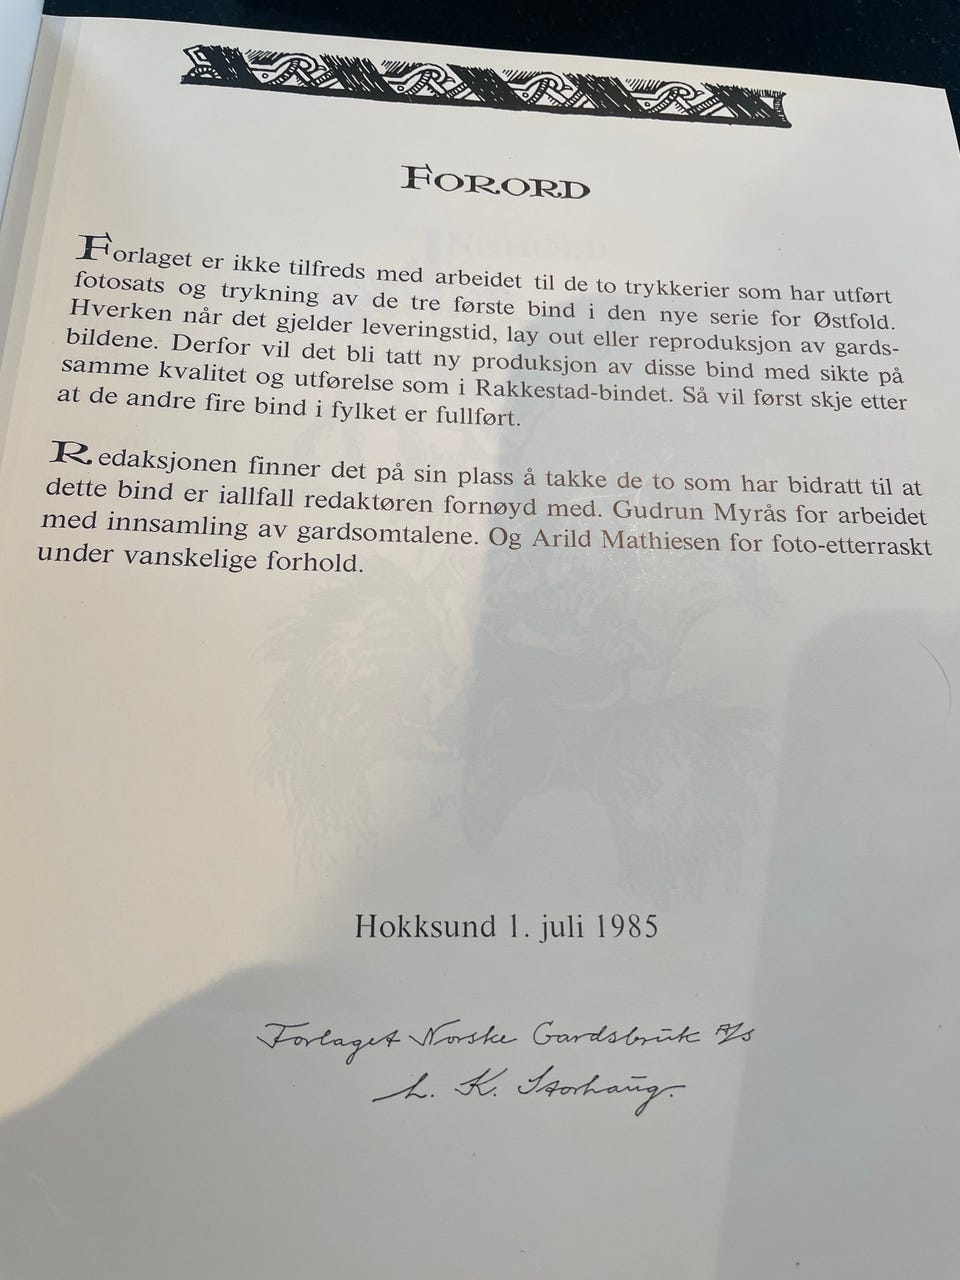 FORORD
Forlaget er ikke tilfreds med arbeidet til de to trykkerier som har utført
fotosats og trykning av de tre første bind i den nye serie for Østfold.
Hverken når det gjelder leveringstid, lay out eller reproduksjon av gards-
bildene. Derfor vil det bli tatt ny produksjon av disse bind med sikte på
samme kvalitet og utførelse som i Rakkestad-bindet. Så vil først skje etter
at de andre fire bind i fylket er fullført.
Redaksjonen finner det på sin plass å takke de to som har bidratt til at
dette bind er iallfall redaktøren fornøyd med. Gudrun Myrås for arbeidet
med innsamling av gardsomtalene. Og Arild Mathiesen for foto-etterraskt
under vanskelige forhold.
Hokksund 1. juli 1985
Forlaget Norske Gardsbruk A/S
L. K. Storhaug.